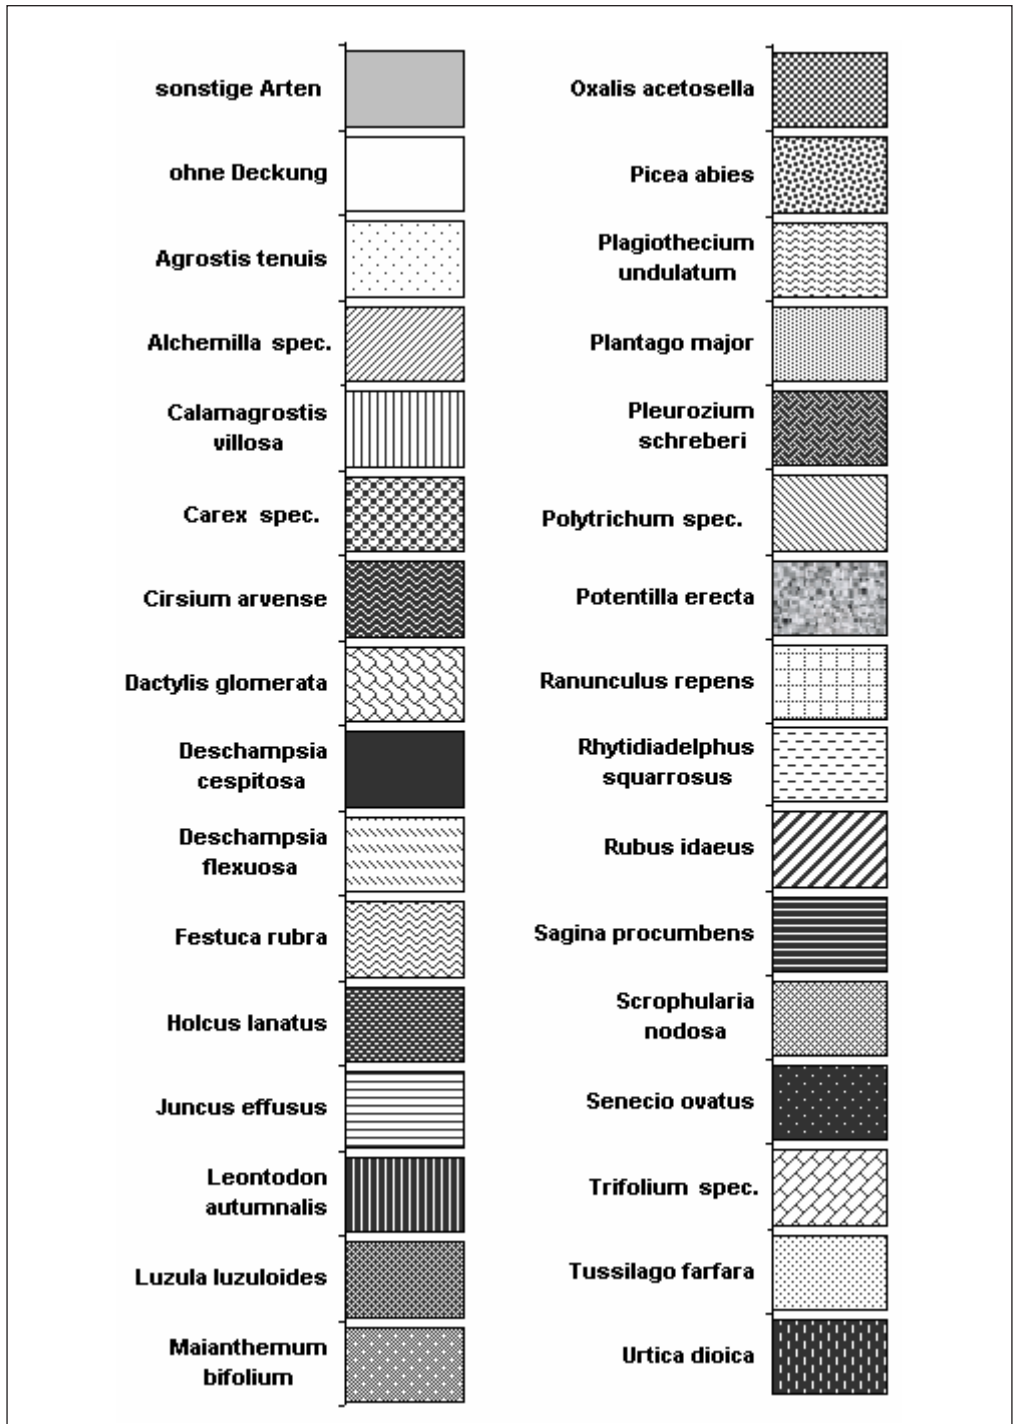 sonstige Arten
ohne Deckung
Agrostis tenuis
Alchemilla spec.
Calamagrostis
villosa
Carex spec.
Cirsium arvense
Dactylis glomerata
Deschampsia
cespitosa
Deschampsia
flexuosa
Festuca rubra
Holcus lanatus
Juncus effusus
Leontodon
autumnalis
Luzula luzuloides
Maianthemum
bifolium
Oxalis acetosella
Picea abies
Plagiothecium
undulatum
Plantago major
Pleurozium
schreberi
Polytrichum spec.
Potentilla erecta
Ranunculus repens
Rhytidiadelphus
squarrosus
Rubus idaeus
Sagina procumbens
Scrophularia
nodosa
Senecio ovatus
Trifolium spec.
Tussilago farfara
Urtica dioica